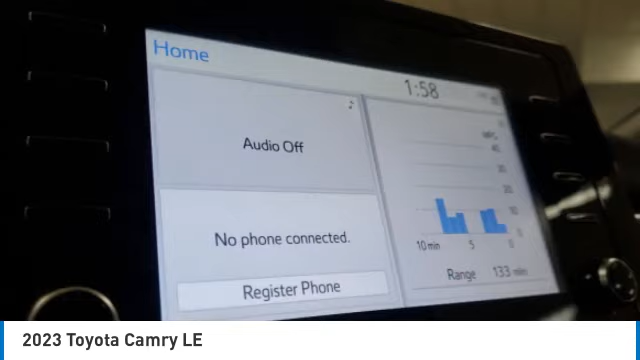 Home
1:58
Audio Off
No phone connected.
Register Phone
10 min 5 0
Range 133
2023 Toyota Camry LE